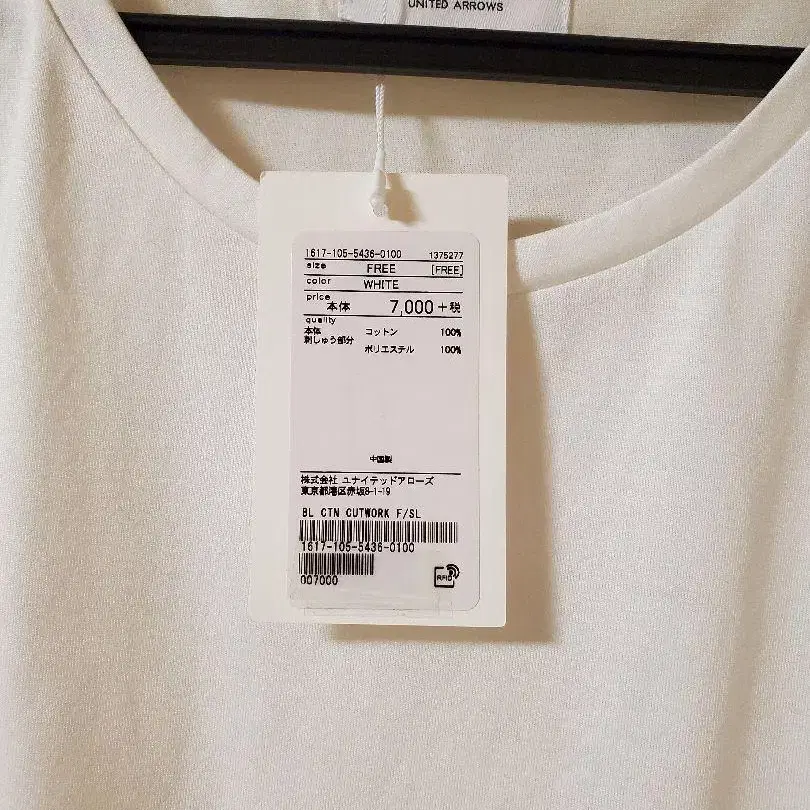 UNITED ARROWS
1617-105-5436-0100 1375277
size FREE [FREE]
color WHITE
price 本体 7,000+税
quality
本体 コットン 100%
刺しゅう部分
ポリエステル 100%
中国製
株式会社 ユナイテッドアローズ
東京都港区赤坂8-1-19
BL CTN CUTWORK F/SL
1617-105-5436-0100
007000
RFID